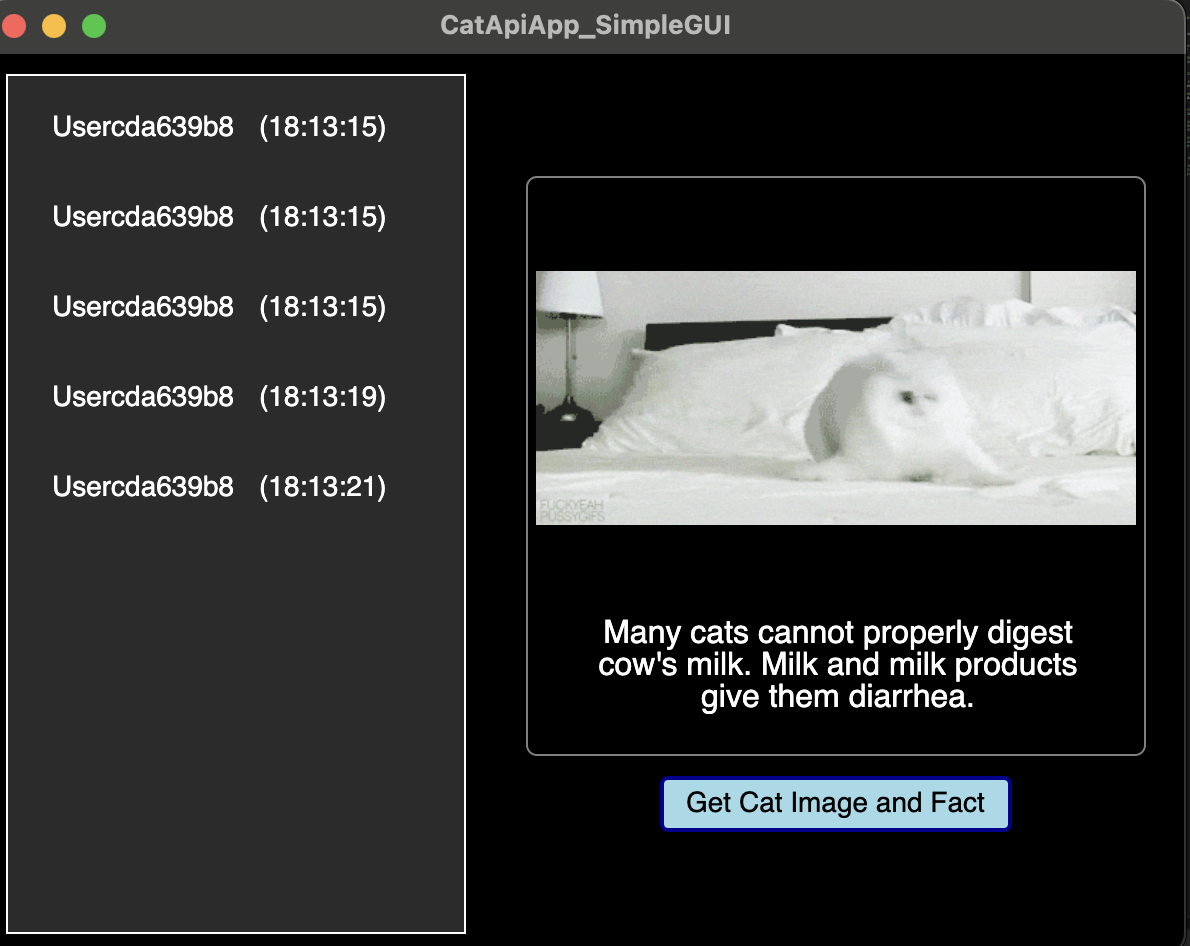 CatApiApp_SimpleGUI
Usercda639b8 (18:13:15)
Usercda639b8 (18:13:15)
Usercda639b8 (18:13:15)
Usercda639b8 (18:13:19)
Usercda639b8 (18:13:21)
FUCKYEAH
PUSSYGIFS
Many cats cannot properly digest
cow's milk. Milk and milk products
give them diarrhea.
Get Cat Image and Fact